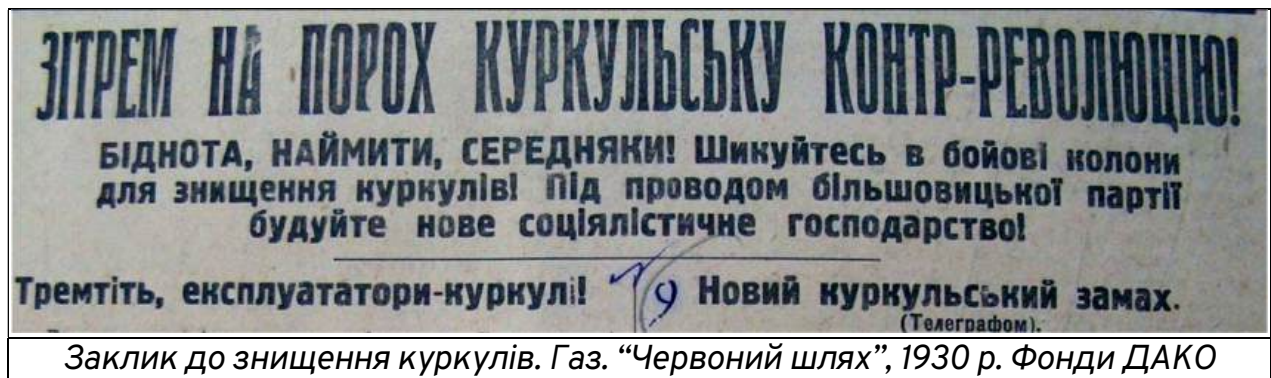 ЗІТРЕМ НА ПОРОХ КУРКУЛЬСЬКУ КОНТР-РЕВОЛЮЦІЮ!
БІДНОТА, НАЙМИТИ, СЕРЕДНЯКИ! Шикуйтесь в бойові колони
для знищення куркулів! Під проводом більшовицької партії
будуйте нове соціялістичне господарство!
Тремтіть, експлуататори-куркулі!
9
Новий куркульський замах.
(Телеграфом).
Заклик до знищення куркулів. Газ. “Червоний шлях”, 1930 р. Фонди ДАКО